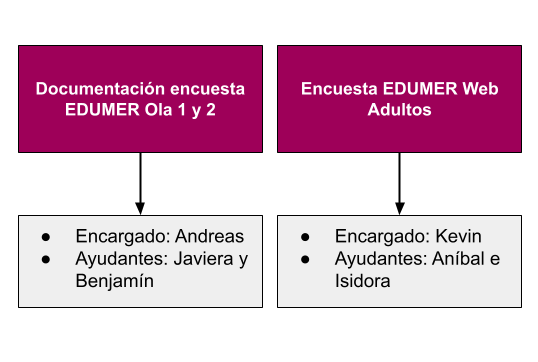 Documentación encuesta
EDUMER Ola 1 y 2
● Encargado: Andreas
● Ayudantes: Javiera y
Benjamín
Encuesta EDUMER Web
Adultos
● Encargado: Kevin
● Ayudantes: Aníbal e
Isidora